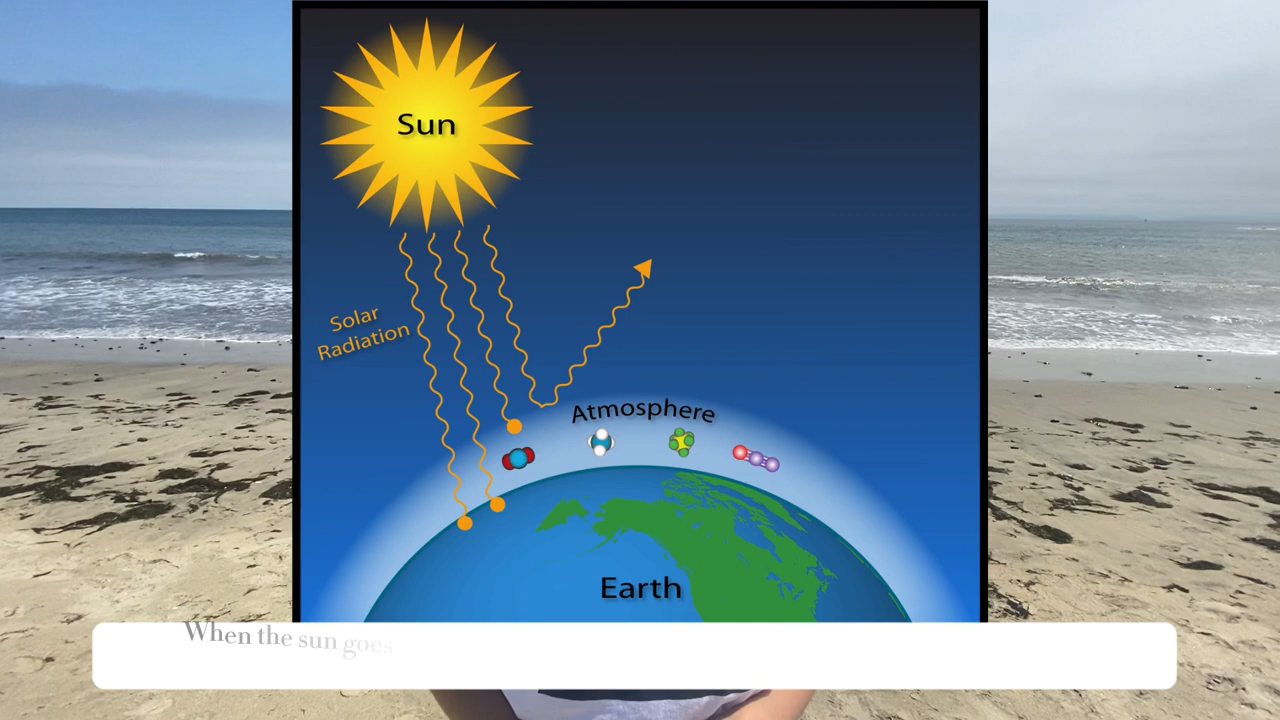 Sun
Solar
Radiation
Atmosphere
Earth
When the sun goes